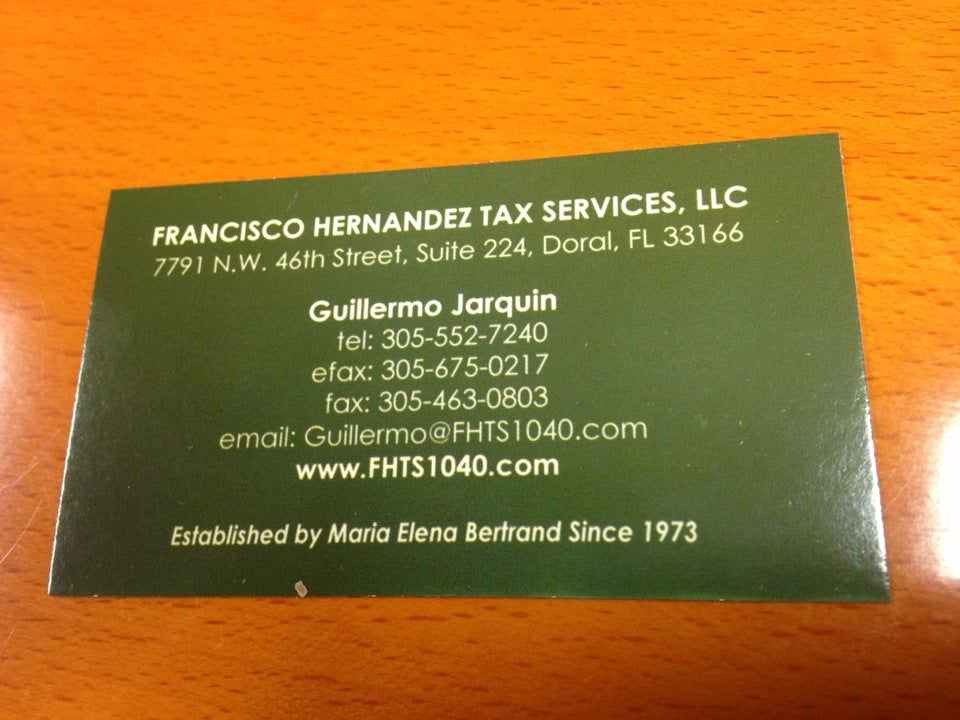 FRANCISCO HERNANDEZ TAX SERVICES, LLC
7791 N.W. 46th Street, Suite 224, Doral, FL 33166
Guillermo Jarquin
tel: 305-552-7240
efax: 305-675-0217
fax: 305-463-0803
email: Guillermo@FHTS1040.com
www.FHTS1040.com
Established by Maria Elena Bertrand Since 1973